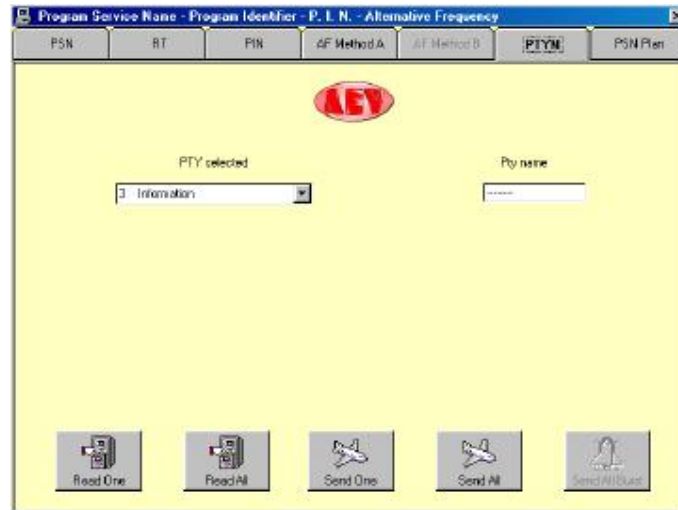 Program Service Name - Program Identifier - P. I. N. - Alternative Frequency
PSN RT PIN AF Method A AF Method B PTYN PSN Plan
AEV
PTY selected Pty name
3 Information ------
Read One Read All Send One Send All Send All Burst